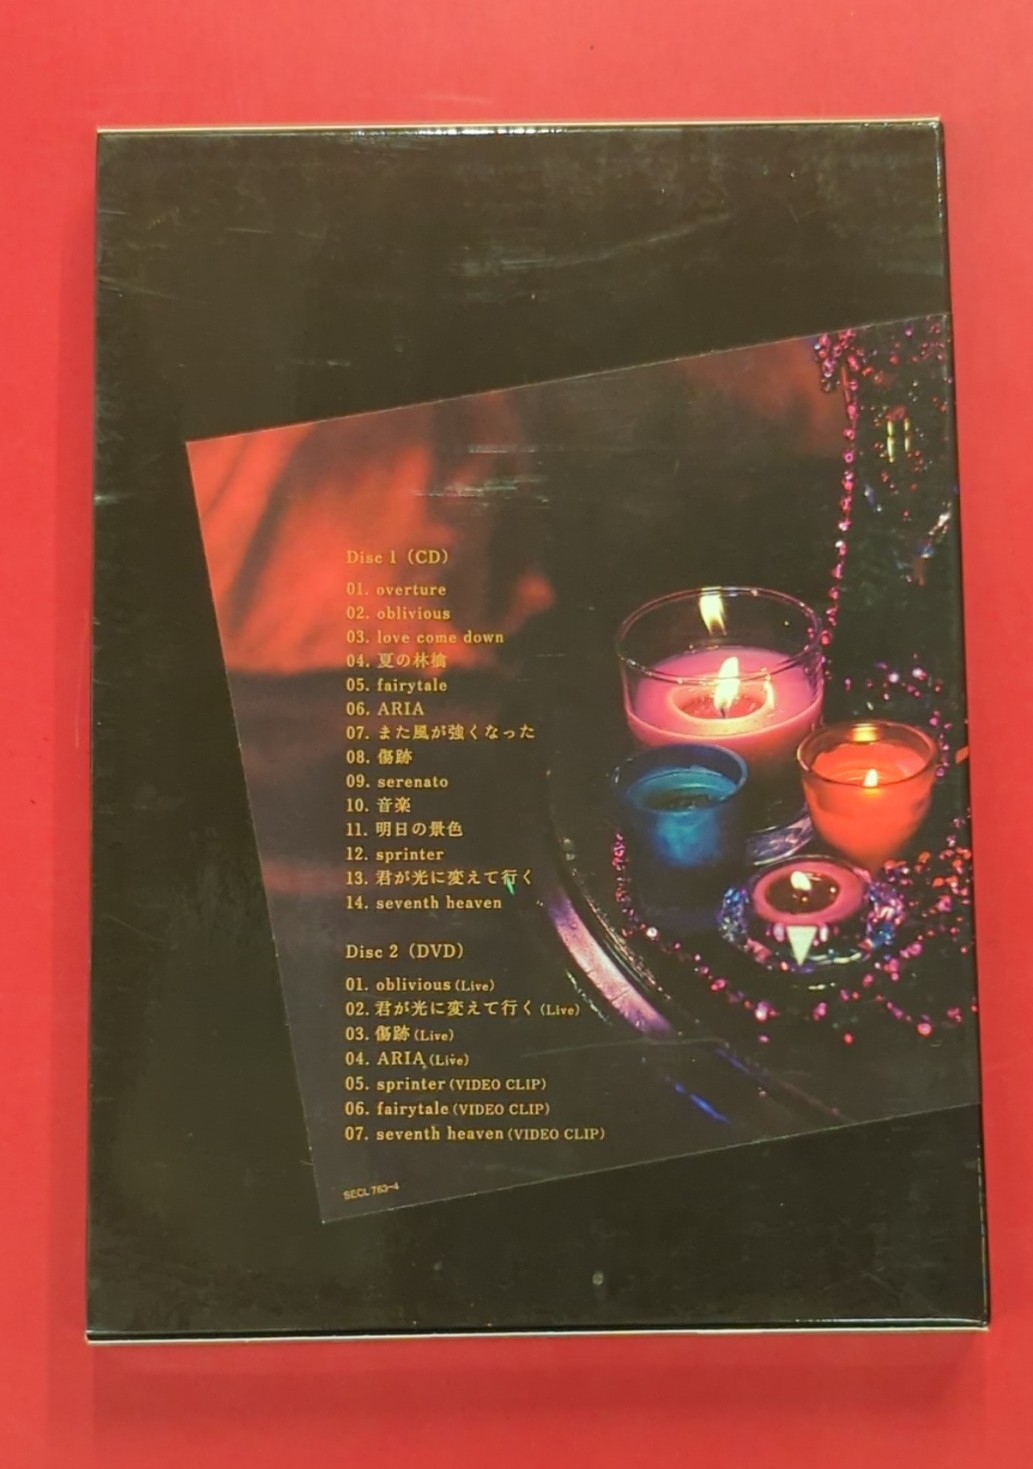 Disc 1 (CD)
01. overture
02. oblivious
03. love come down
04. 夏の林檎
05. fairytale
06. ARIA
07. また風が強くなった
08. 傷跡
09. serenato
10. 音楽
11. 明日の景色
12. sprinter
13. 君が光に変えて行く
14. seventh heaven
Disc 2 (DVD)
01. oblivious (Live)
02. 君が光に変えて行く (Live)
03. 傷跡 (Live)
04. ARIA (Live)
05. sprinter (VIDEO CLIP)
06. fairytale (VIDEO CLIP)
07. seventh heaven (VIDEO CLIP)
SECL 763-4